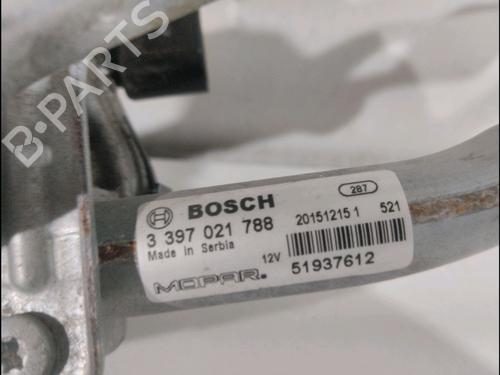 B-PARTS
BOSCH
287
3 397 021 788
20151215 1 521
Made in Serbia
12V
MOPAR.
51937612